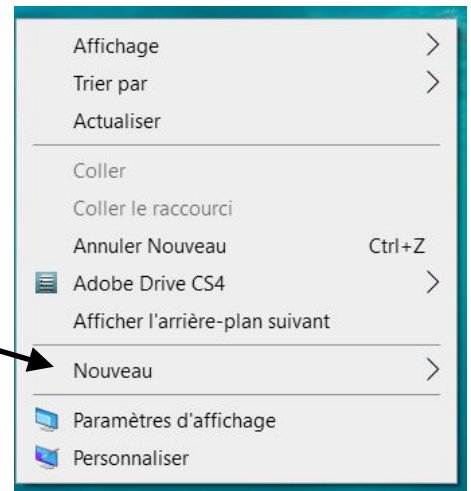 Affichage
Trier par
Actualiser
Coller
Coller le raccourci
Annuler Nouveau Ctrl+Z
Adobe Drive CS4
Afficher l'arrière-plan suivant
Nouveau
Paramètres d'affichage
Personnaliser